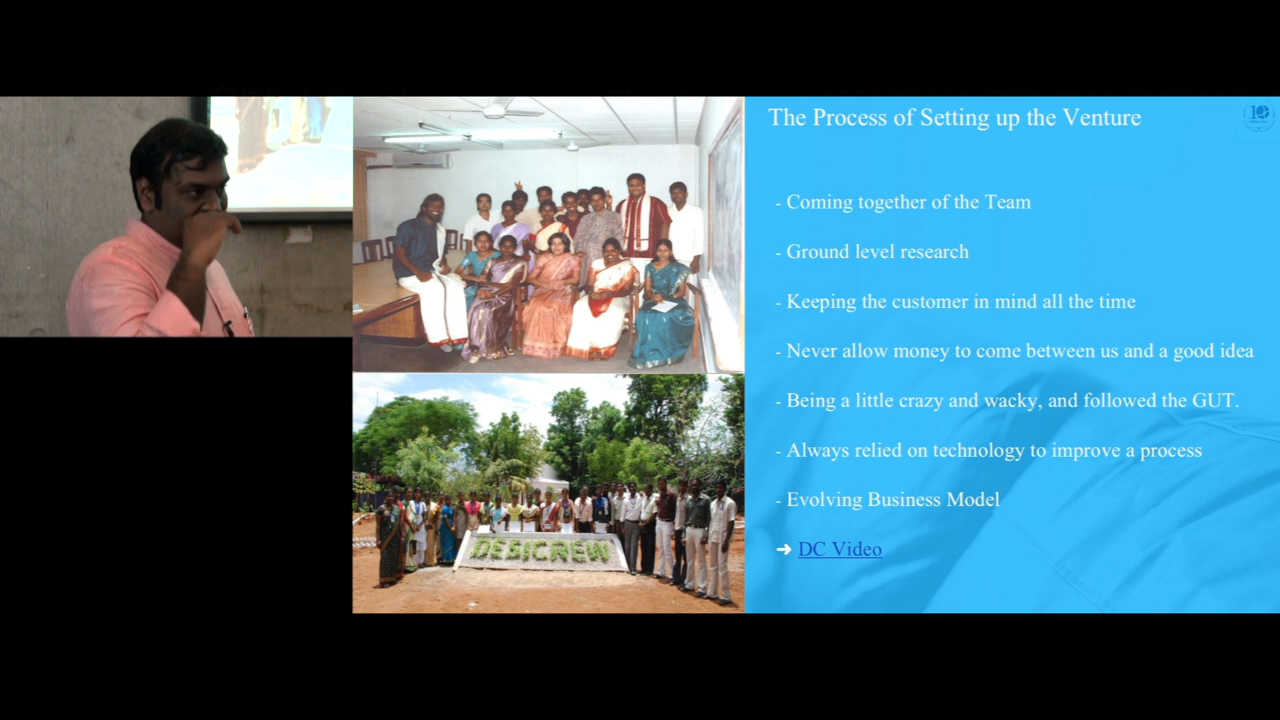 The Process of Setting up the Venture
- Coming together of the Team
- Ground level research
- Keeping the customer in mind all the time
- Never allow money to come between us and a good idea
- Being a little crazy and wacky, and followed the GUT.
- Always relied on technology to improve a process
- Evolving Business Model
➜ DC Video
DESICREW
10